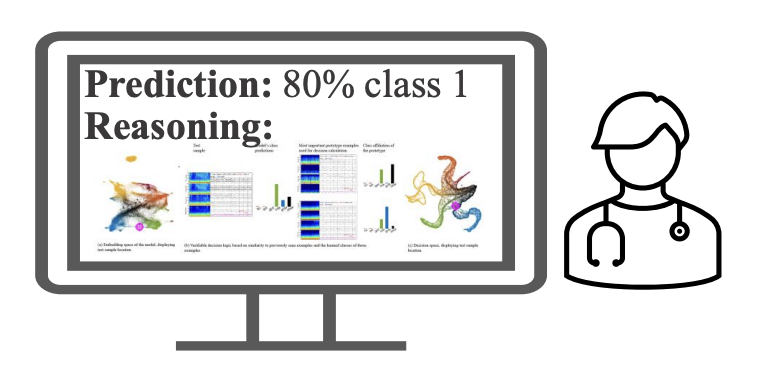 Prediction: 80% class 1
Reasoning:
Test
sample
class
predictions
Most important prototype examples
used for decision calculation
Class affiliation of
the prototype
(a) Embedding space of the model, displaying
test sample location.
(b) decision logic based on similarity to previously seen examples and the learned classes of these
examples.
(c) Decision space, displaying test sample
location.